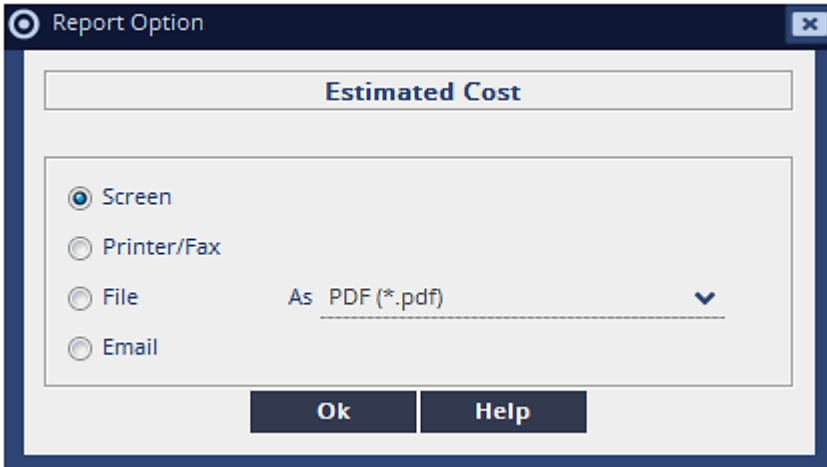 Report Option
Estimated Cost
Screen
Printer/Fax
File As PDF (*.pdf)
Email
Ok Help